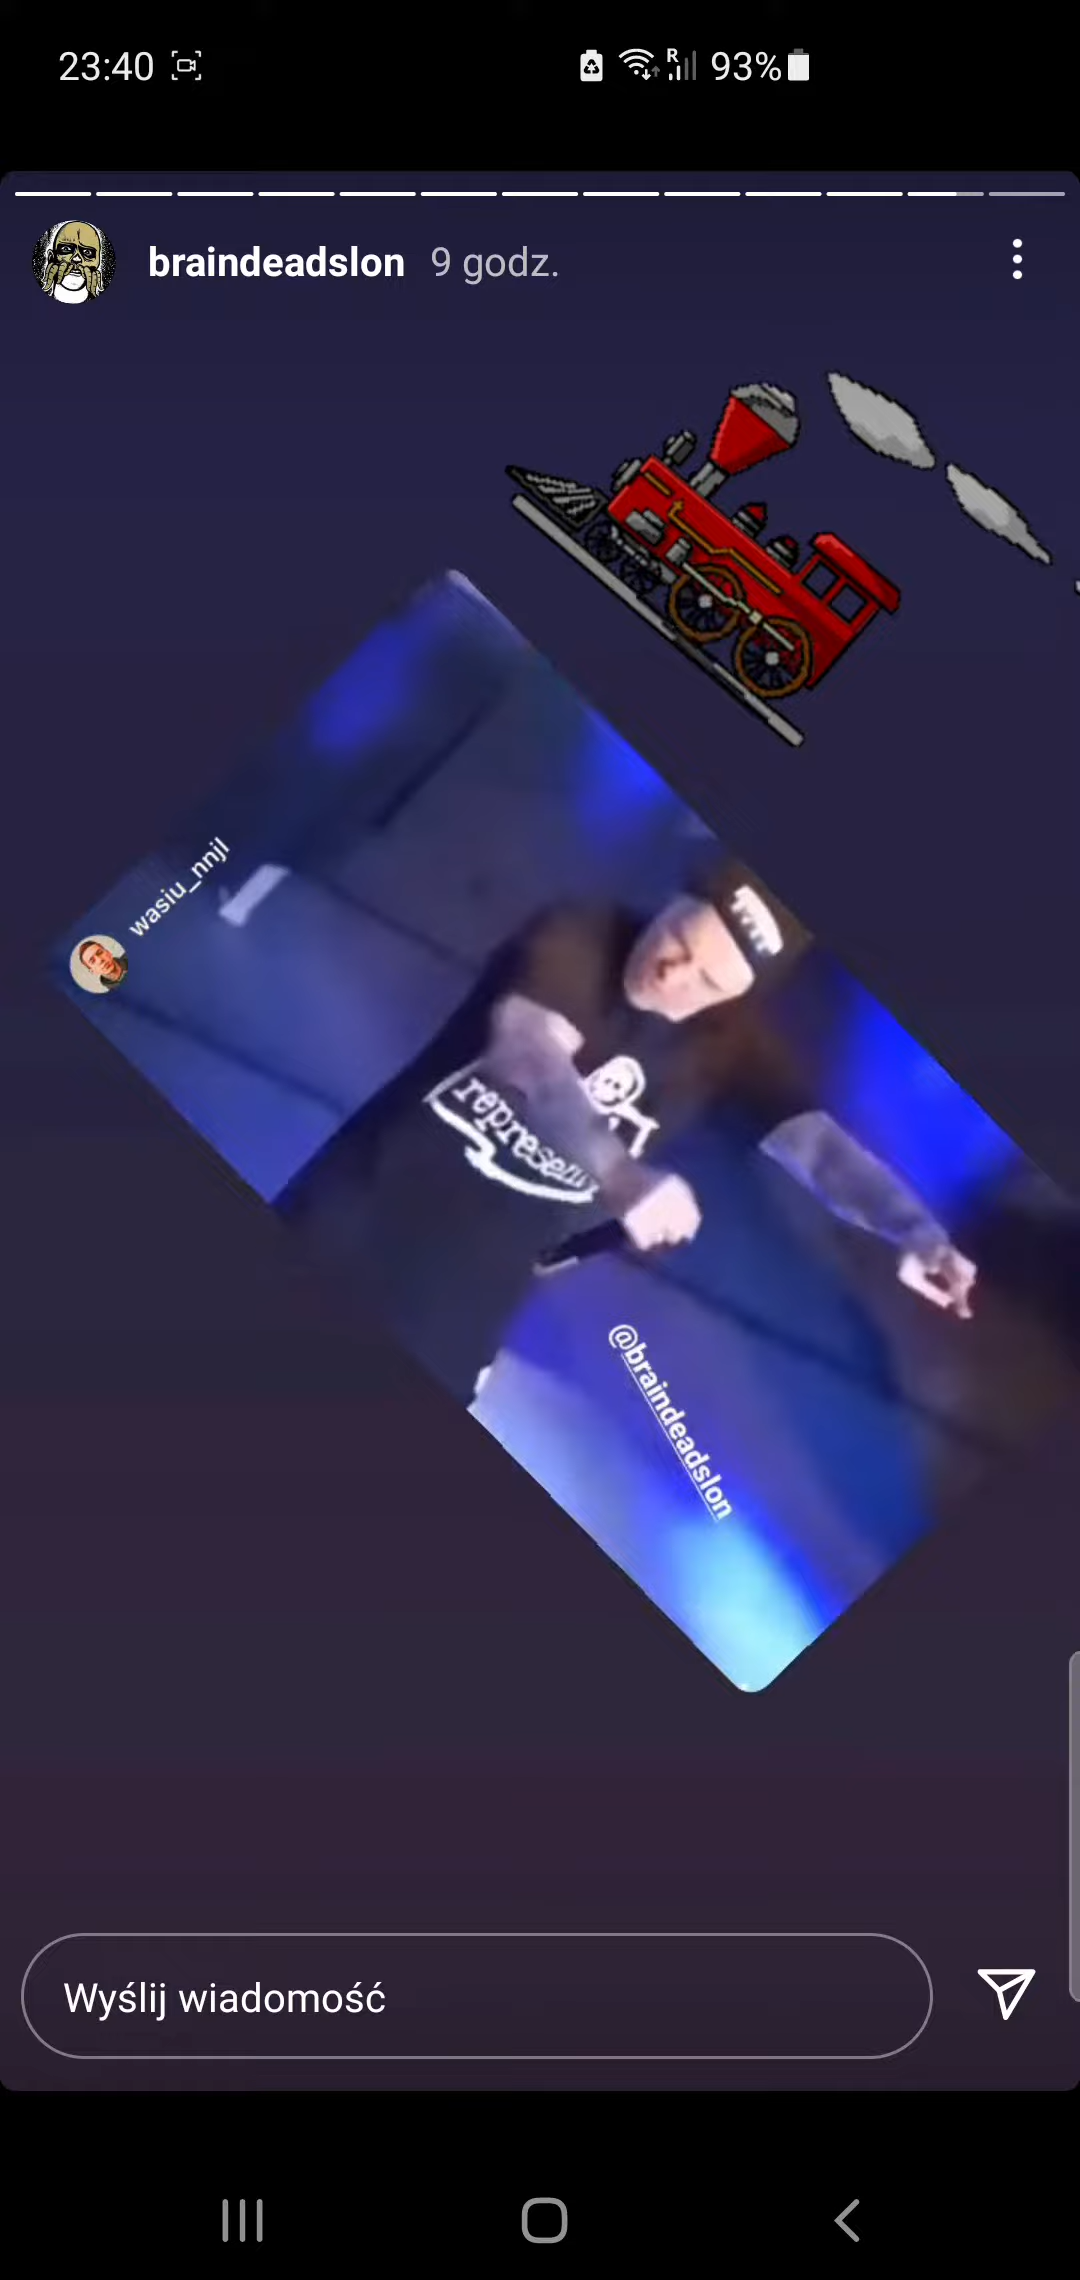 23:40
R
93%
braindeadslon 9 godz.
wasiu_nnjl
represent
@braindeadslon
Wyślij wiadomość